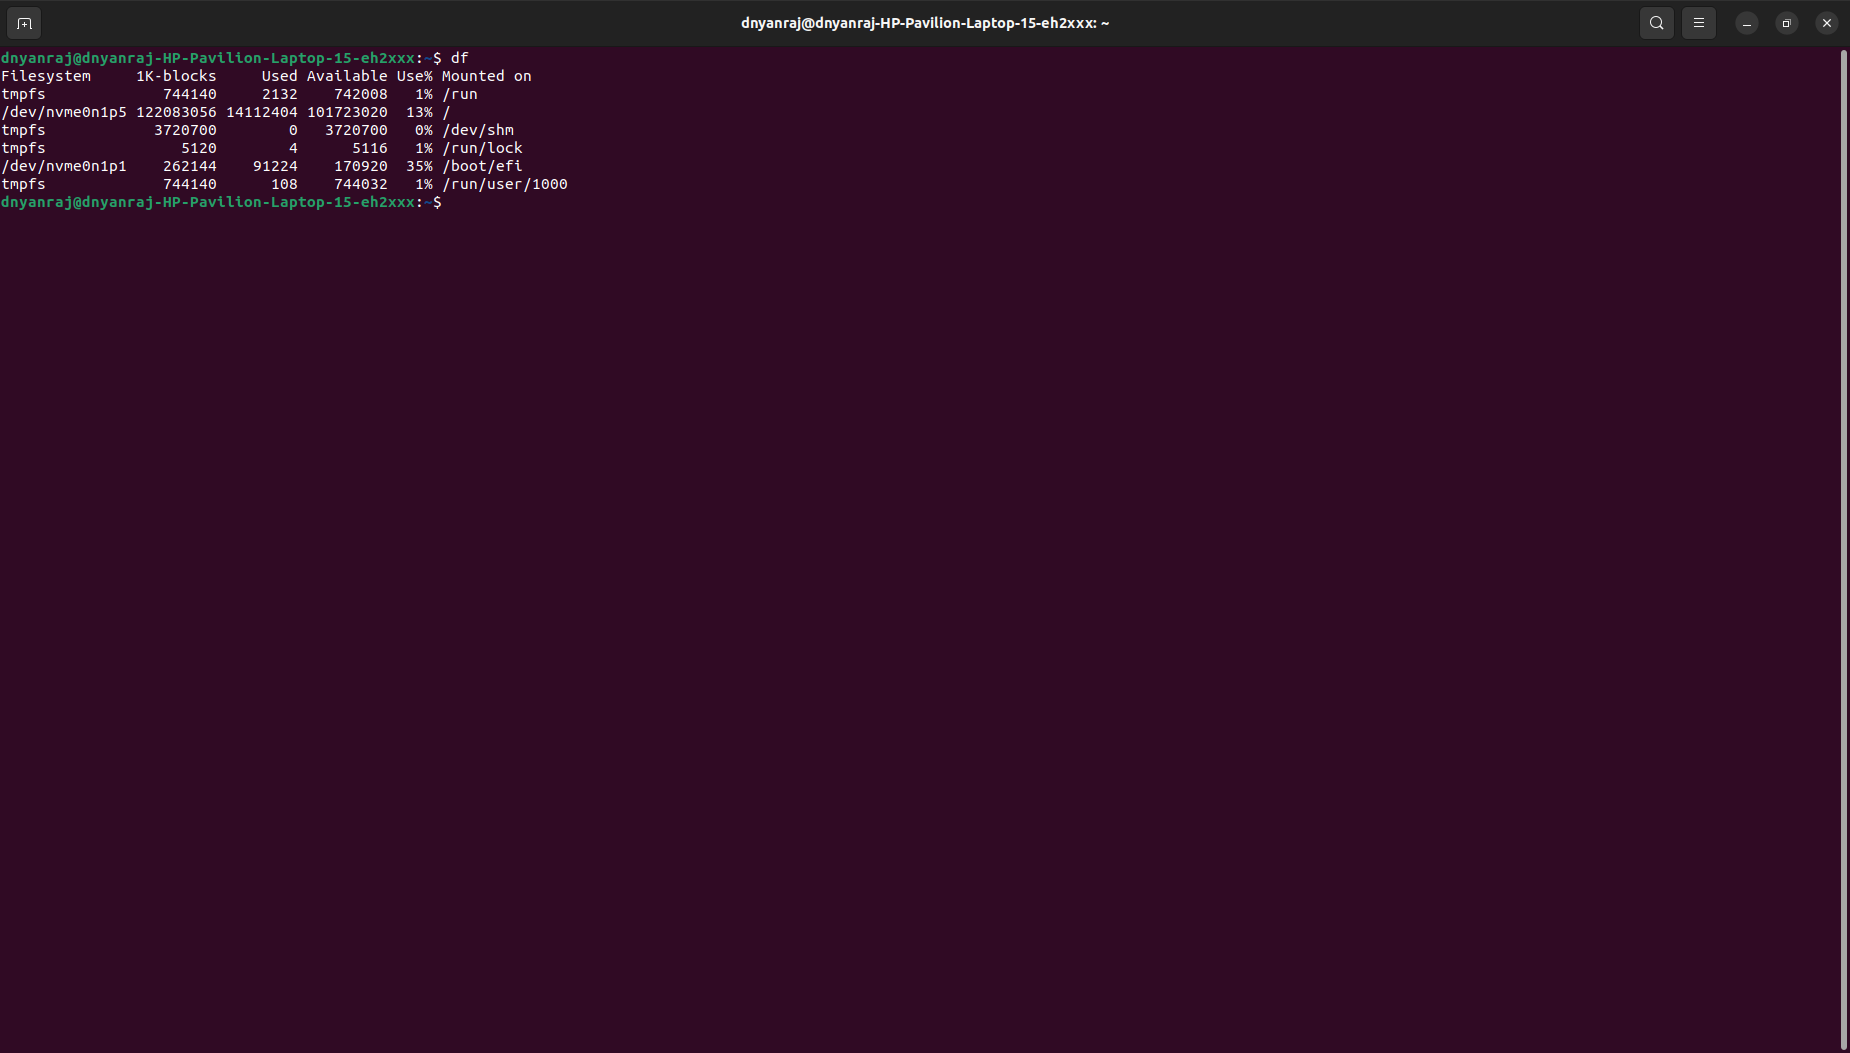 dnyanraj@dnyanraj-HP-Pavilion-Laptop-15-eh2xxx: ~
dnyanraj@dnyanraj-HP-Pavilion-Laptop-15-eh2xxx:~$ df
Filesystem     1K-blocks     Used Available Use% Mounted on
tmpfs             744140     2132    742008   1% /run
/dev/nvme0n1p5 122083056 14112404 101723020  13% /
tmpfs            3720700        0   3720700   0% /dev/shm
tmpfs               5120        4      5116   1% /run/lock
/dev/nvme0n1p1    262144    91224    170920  35% /boot/efi
tmpfs             744140      108    744032   1% /run/user/1000
dnyanraj@dnyanraj-HP-Pavilion-Laptop-15-eh2xxx:~$